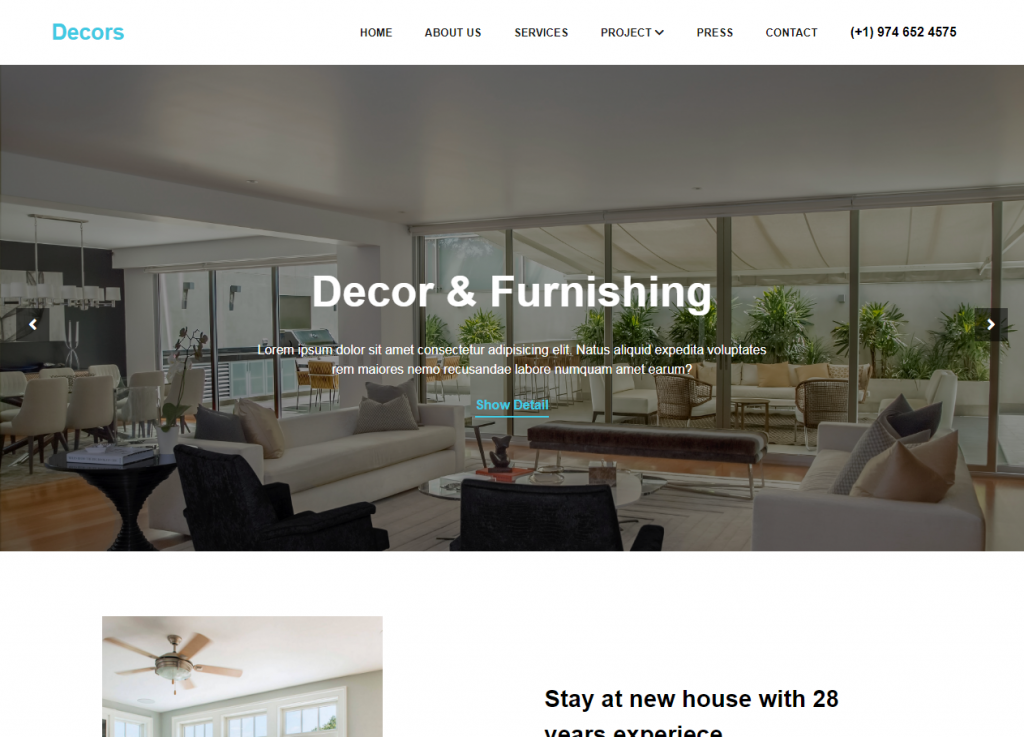 Decors
HOME ABOUT US SERVICES PROJECT PRESS CONTACT (+1) 974 652 4575
Decor & Furnishing
Lorem ipsum dolor sit amet consectetur adipisicing elit. Natus aliquid expedita voluptates
rem maiores nemo recusandae labore numquam amet earum?
Show Detail
Stay at new house with 28
years experiece